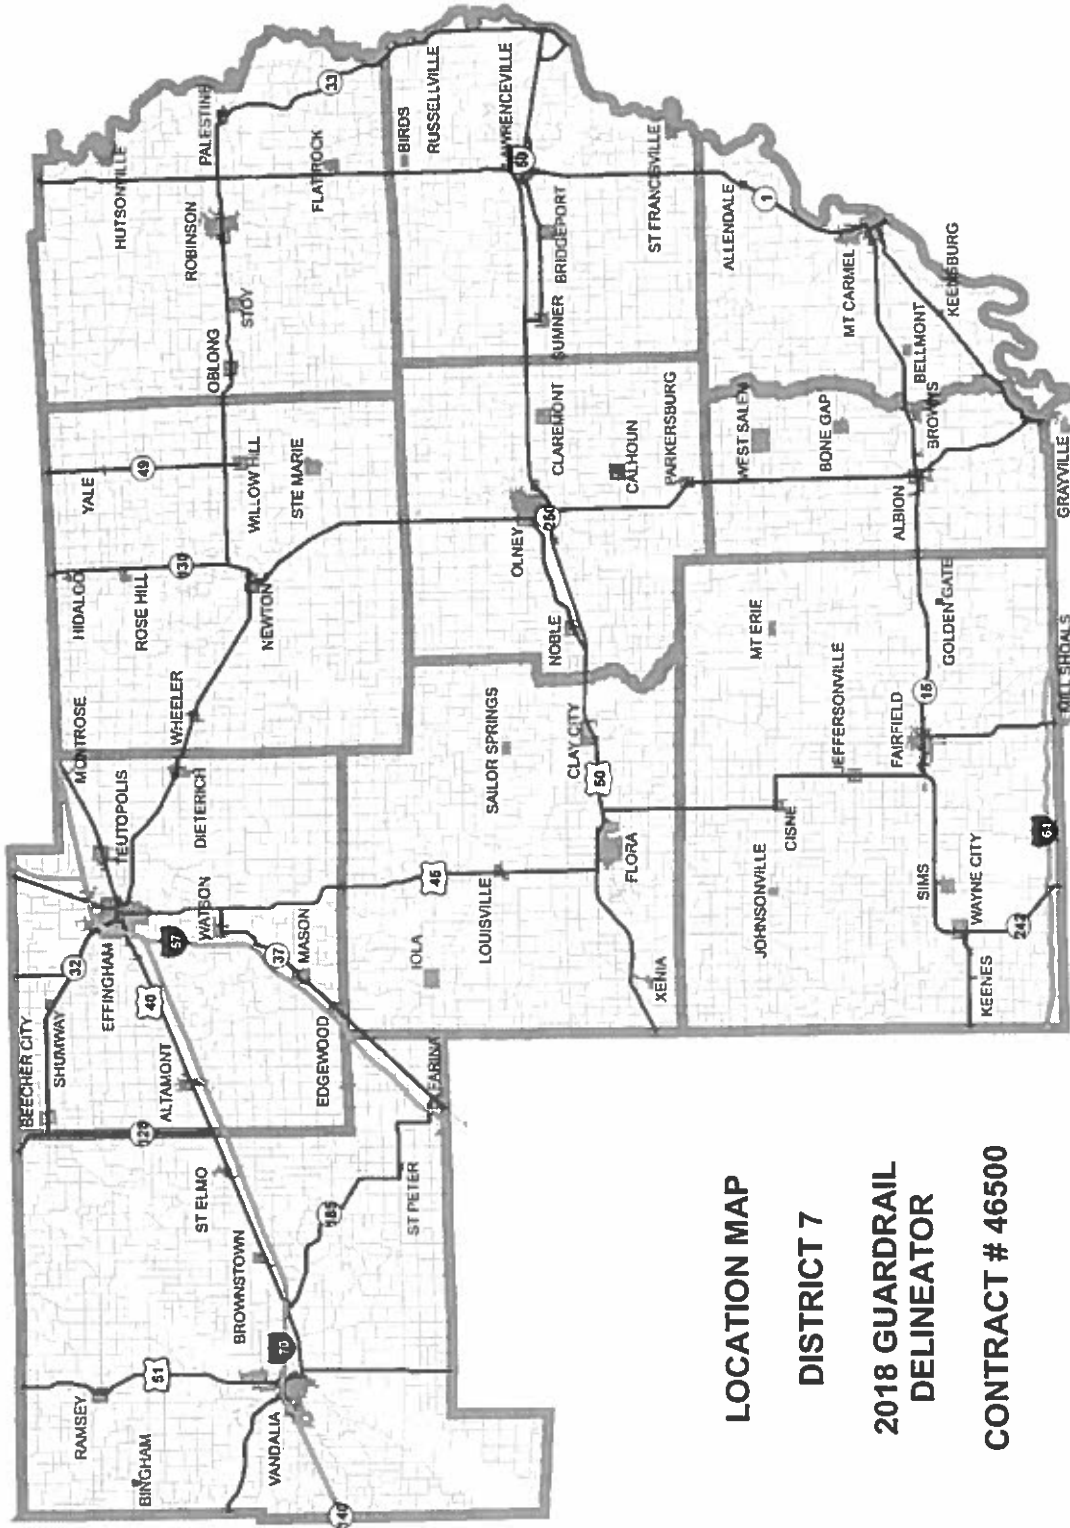 BEECHER CITY
SHUMWAY
32
EFFINGHAM
40
57
ALTAMONT
128
ST ELMO
BROWNSTOWN
70
RAMSEY
51
BINGHAM
VANDALIA
140
185
ST PETER
FARINA
EDGEWOOD
MASON
37
WATSON
TEUTOPOLIS
MONTROSE
DIETERICH
WHEELER
HIDALGO
ROSE HILL
130
NEWTON
YALE
49
WILLOW HILL
STE MARIE
HUTSONVILLE
PALESTINE
33
ROBINSON
STOY
OBLONG
FLAT ROCK
BIRDS
RUSSELLVILLE
LAWRENCEVILLE
50
BRIDGEPORT
SUMNER
ST FRANCESVILLE
CLAREMONT
CALHOUN
PARKERSBURG
OLNEY
250
NOBLE
SAILOR SPRINGS
CLAY CITY
50
45
IOLA
LOUISVILLE
FLORA
XENIA
ALLENDALE
1
MT CARMEL
KEENSBURG
BELLMONT
BROWNS
WEST SALEM
BONE GAP
ALBION
GRAYVILLE
GOLDEN GATE
MT ERIE
15
JEFFERSONVILLE
FAIRFIELD
MILL SHOALS
CISNE
JOHNSONVILLE
SIMS
WAYNE CITY
64
242
KEENES
LOCATION MAP
DISTRICT 7
2018 GUARDRAIL
DELINEATOR
CONTRACT # 46500